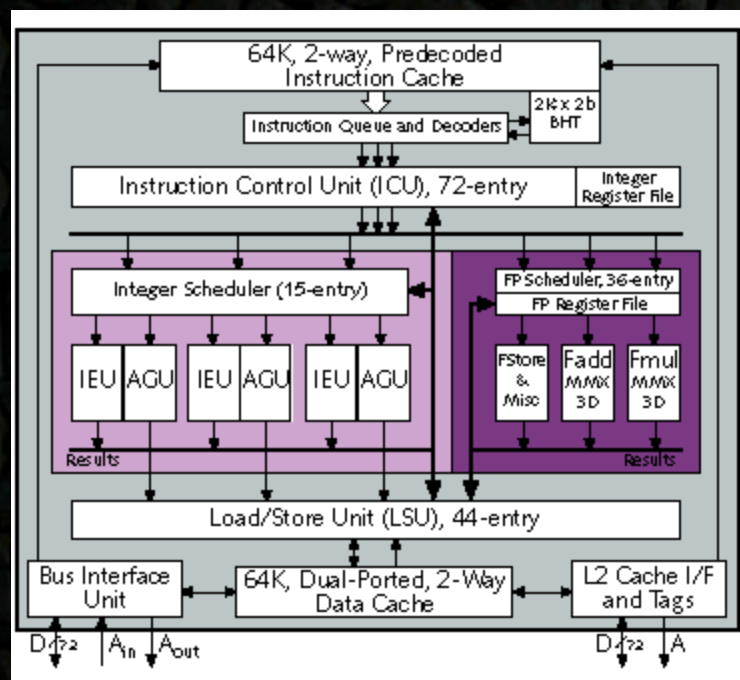 64K, 2-way, Predecoded
Instruction Cache
2K x 2b
BHT
Instruction Queue and Decoders
Instruction Control Unit (ICU), 72-entry
Integer
Register File
Integer Scheduler (15-entry)
FP Scheduler, 36-entry
FP Register File
IEU
AGU
IEU
AGU
IEU
AGU
FStore
&
Misc
Fadd
MMX
3D
Fmul
MMX
3D
Results
Results
Load/Store Unit (LSU), 44-entry
Bus Interface
Unit
64K, Dual-Ported, 2-Way
Data Cache
L2 Cache I/F
and Tags
D 72
Ain
Aout
D 72
A